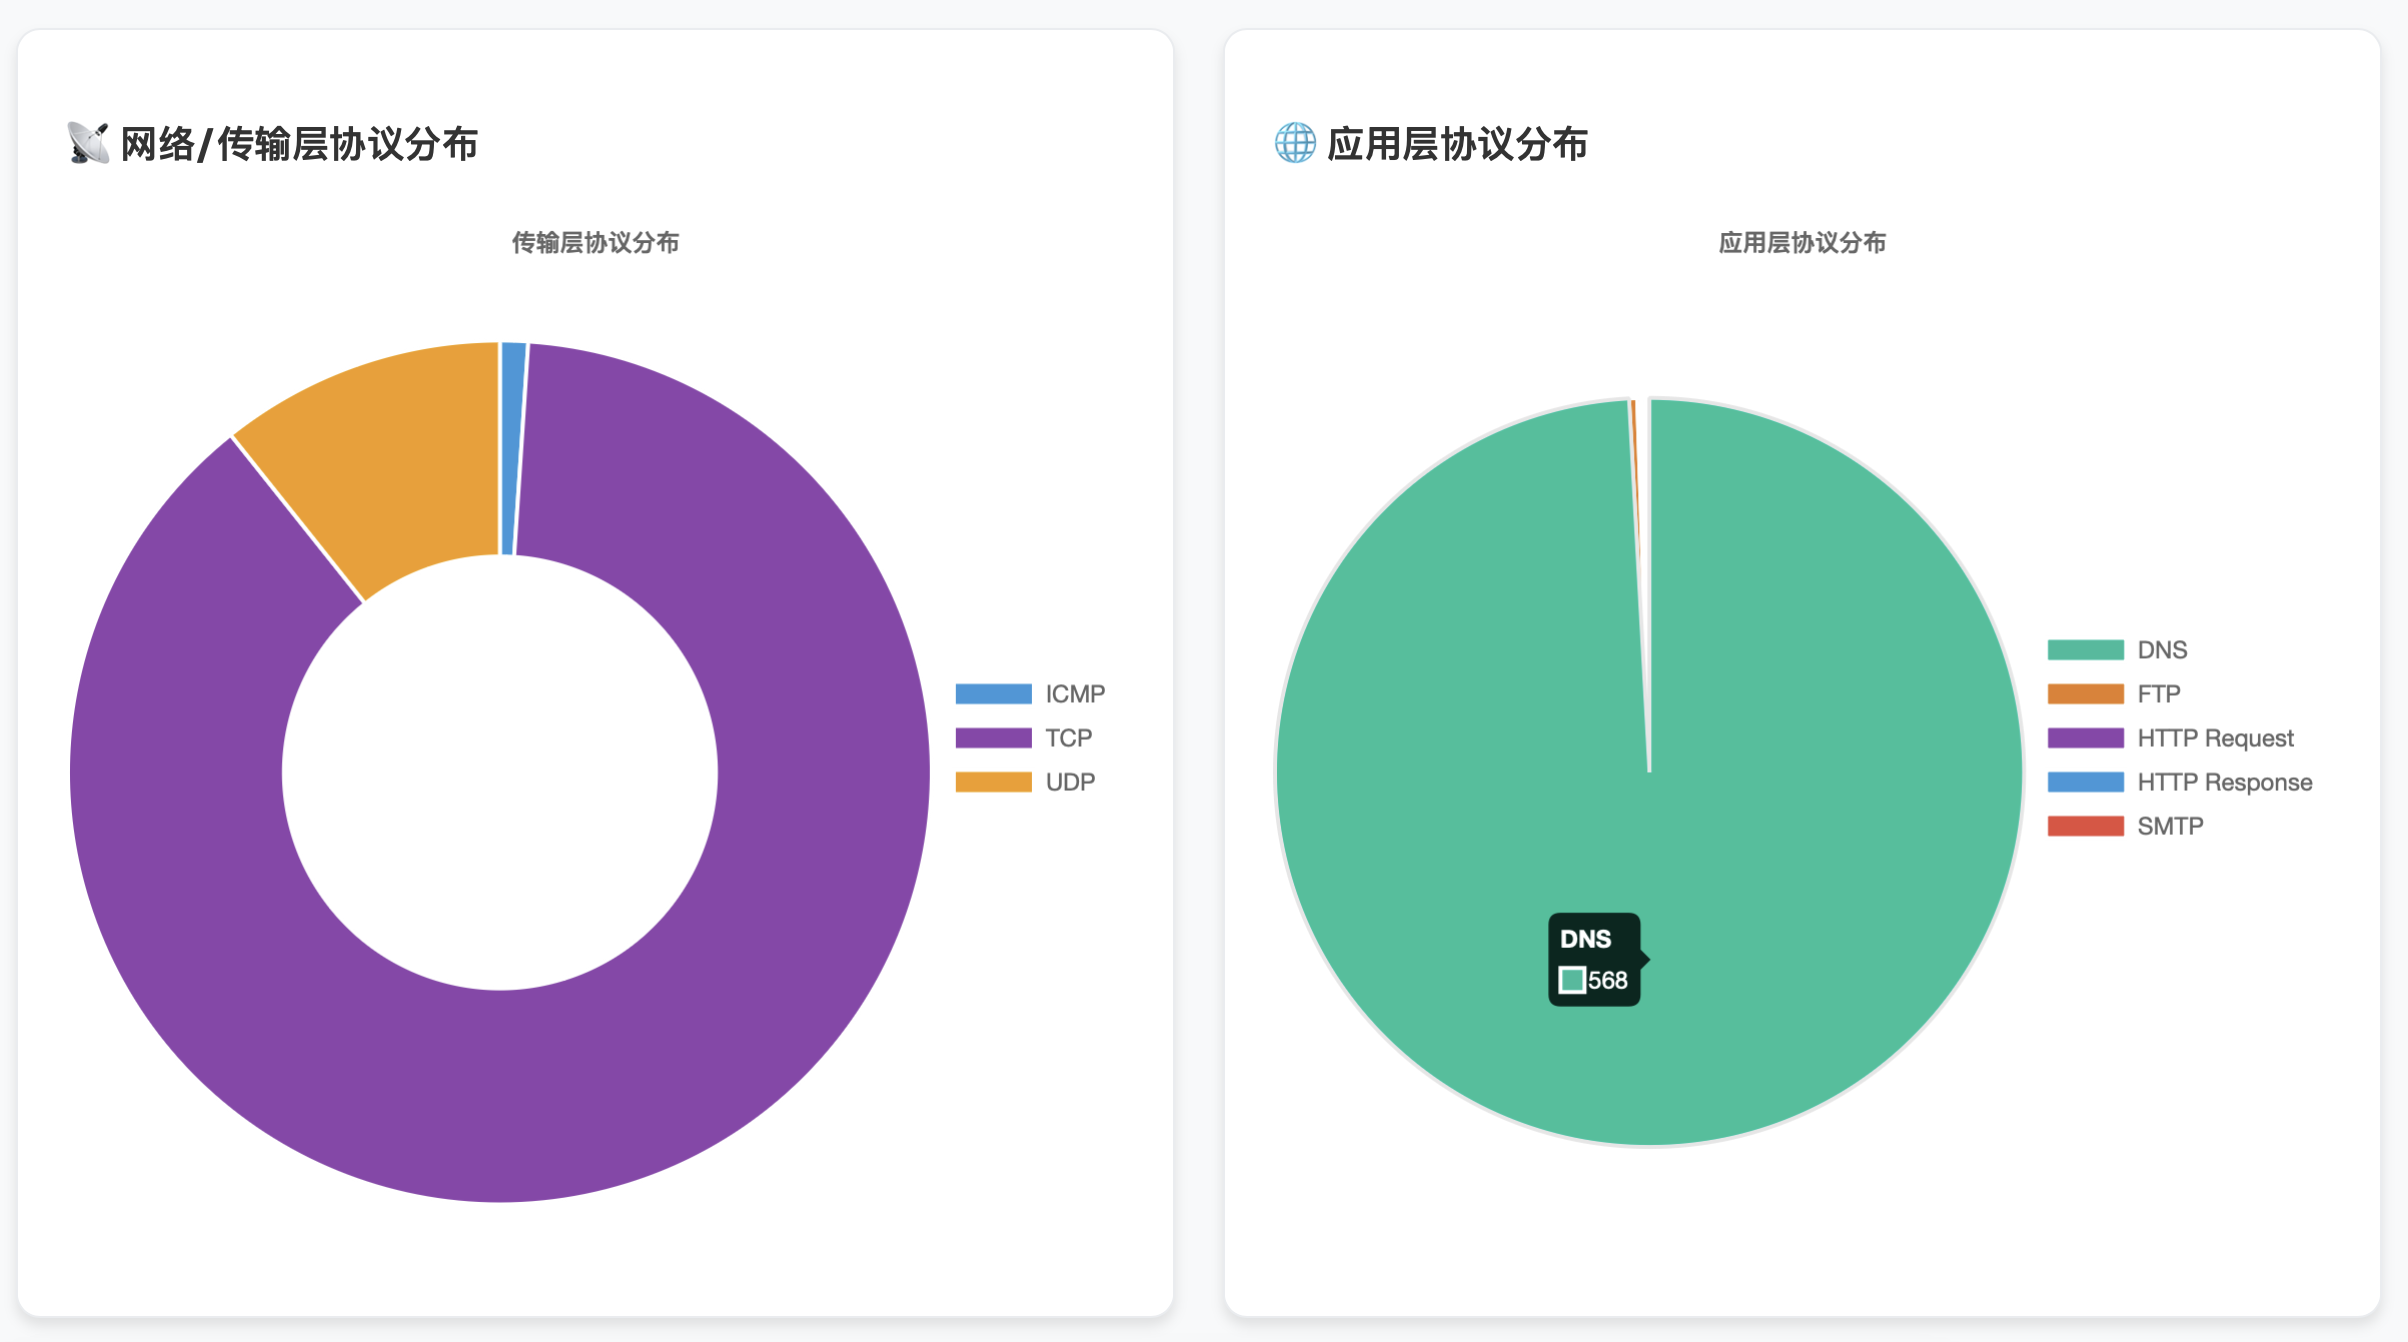 📡 网络/传输层协议分布
传输层协议分布
ICMP
TCP
UDP
🌐 应用层协议分布
应用层协议分布
DNS
FTP
HTTP Request
HTTP Response
SMTP
DNS
568